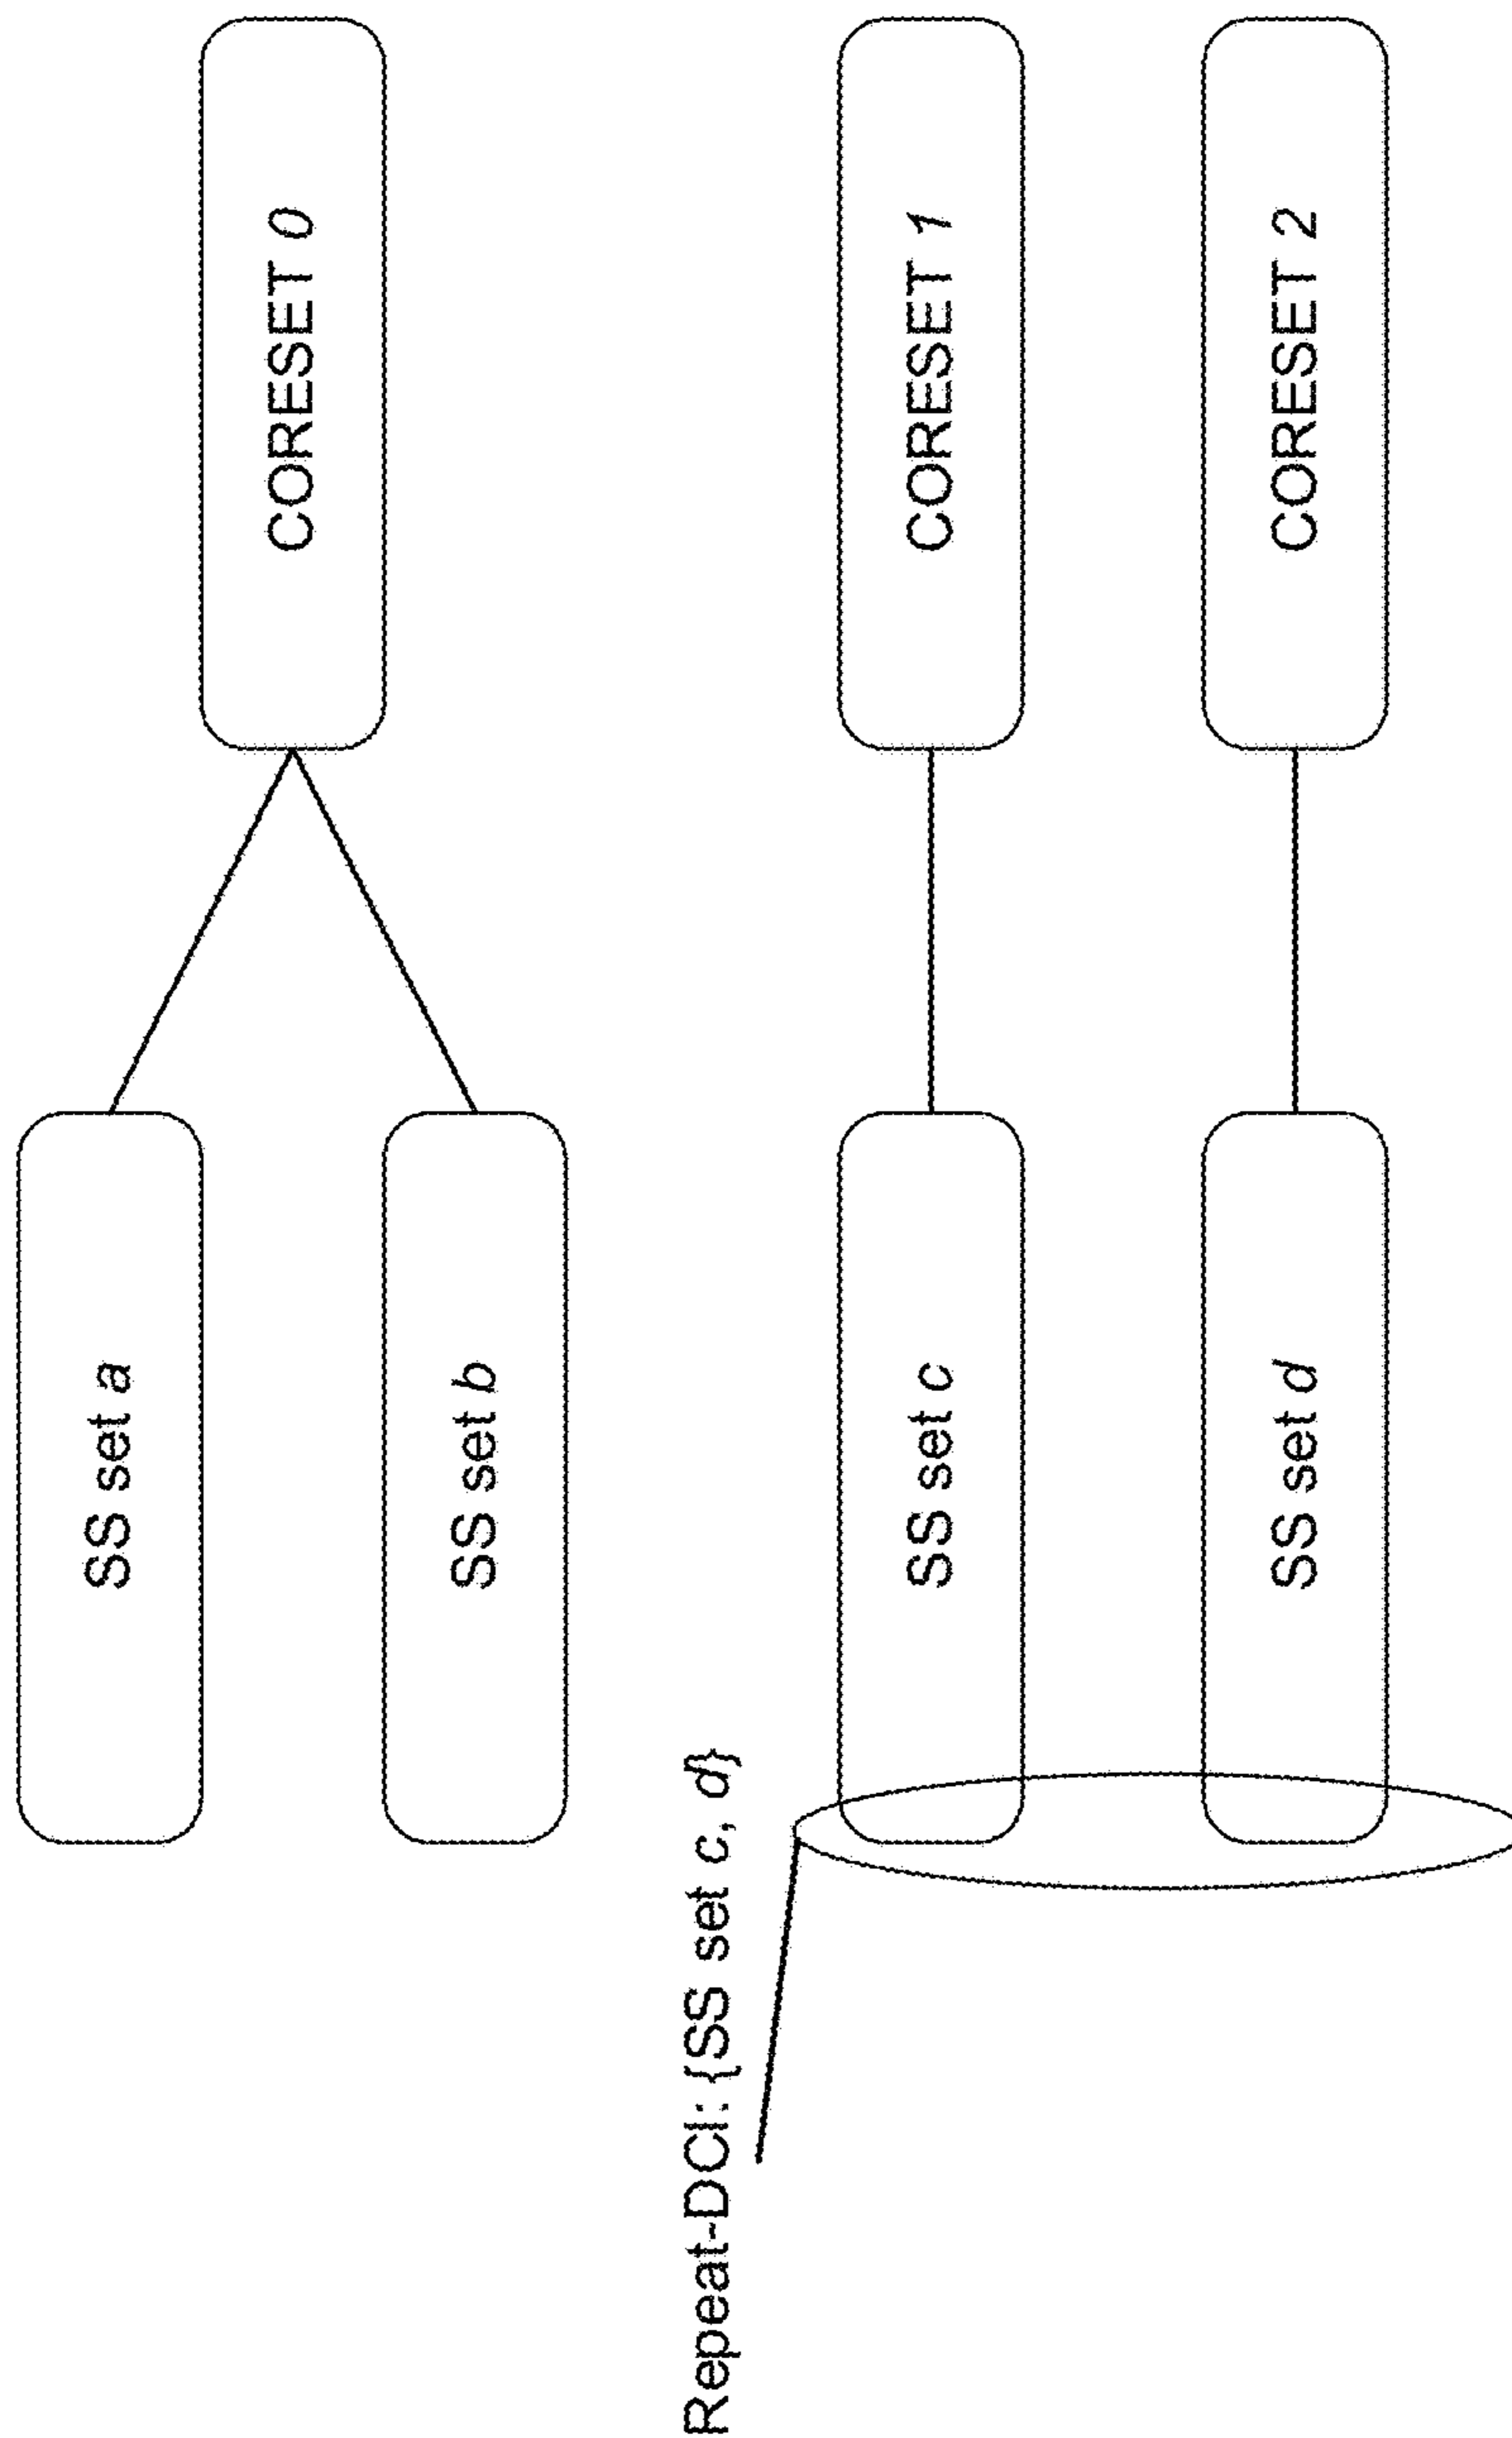 SS set a
CORESET 0
SS set b
Repeat-DCI: {SS set c, d}
SS set c
CORESET 1
SS set d
CORESET 2